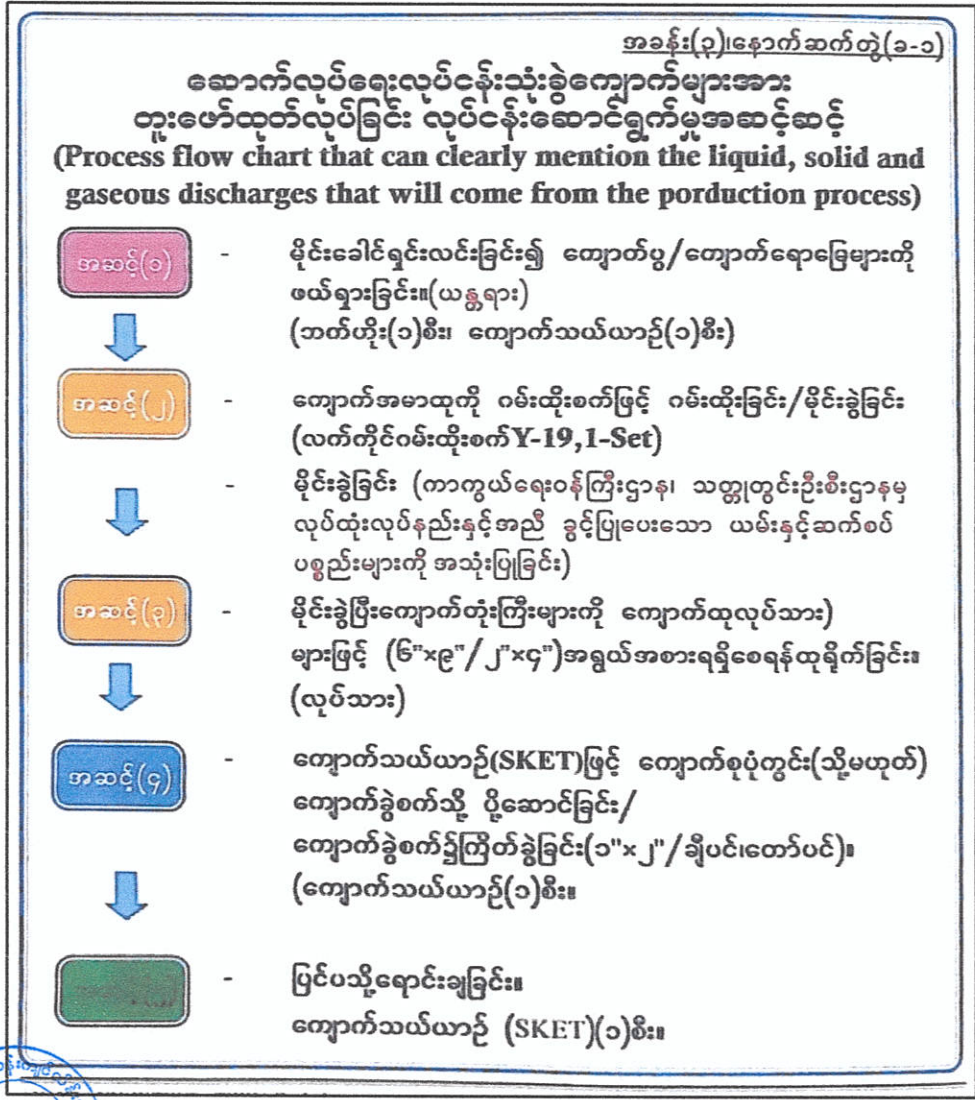 အခန်း(၃)၊နောက်ဆက်တွဲ(ခ-၁)
ဆောက်လုပ်ရေးလုပ်ငန်းသုံးခွဲကျောက်များအား
တူးဖော်ထုတ်လုပ်ခြင်း လုပ်ငန်းဆောင်ရွက်မှုအဆင့်ဆင့်
(Process flow chart that can clearly mention the liquid, solid and
gaseous discharges that will come from the porduction process)
အဆင့်(၁) - မိုင်းခေါင်ရှင်းလင်းခြင်း၍ ကျောက်ပွ/ကျောက်ရောမြေများကို
ဖယ်ရှားခြင်း။(ယန္တရား)
(ဘက်ဟိုး(၁)စီး၊ ကျောက်သယ်ယာဉ်(၁)စီး)
အဆင့်(၂) - ကျောက်အမာထုကို ဂမ်းထိုးစက်ဖြင့် ဂမ်းထိုးခြင်း/မိုင်းခွဲခြင်း
(လက်ကိုင်ဂမ်းထိုးစက်Y-19,1-Set)
- မိုင်းခွဲခြင်း (ကာကွယ်ရေးဝန်ကြီးဌာန၊ သတ္တုတွင်းဦးစီးဌာနမှ
လုပ်ထုံးလုပ်နည်းနှင့်အညီ ခွင့်ပြုပေးသော ယမ်းနှင့်ဆက်စပ်
ပစ္စည်းများကို အသုံးပြုခြင်း)
အဆင့်(၃) - မိုင်းခွဲပြီးကျောက်တုံးကြီးများကို ကျောက်ထုလုပ်သား)
များဖြင့် (၆"×၉"/၂"×၄")အရွယ်အစားရရှိစေရန်ထုရိုက်ခြင်း။
(လုပ်သား)
အဆင့်(၄) - ကျောက်သယ်ယာဉ်(SKET)ဖြင့် ကျောက်စုပုံကွင်း(သို့မဟုတ်)
ကျောက်ခွဲစက်သို့ ပို့ဆောင်ခြင်း/
ကျောက်ခွဲစက်၌ကြိတ်ခွဲခြင်း(၁"×၂"/ချီပင်၊တော်ပင်)။
(ကျောက်သယ်ယာဉ်(၁)စီး။
- ပြင်ပသို့ရောင်းချခြင်း။
ကျောက်သယ်ယာဉ် (SKET)(၁)စီး။